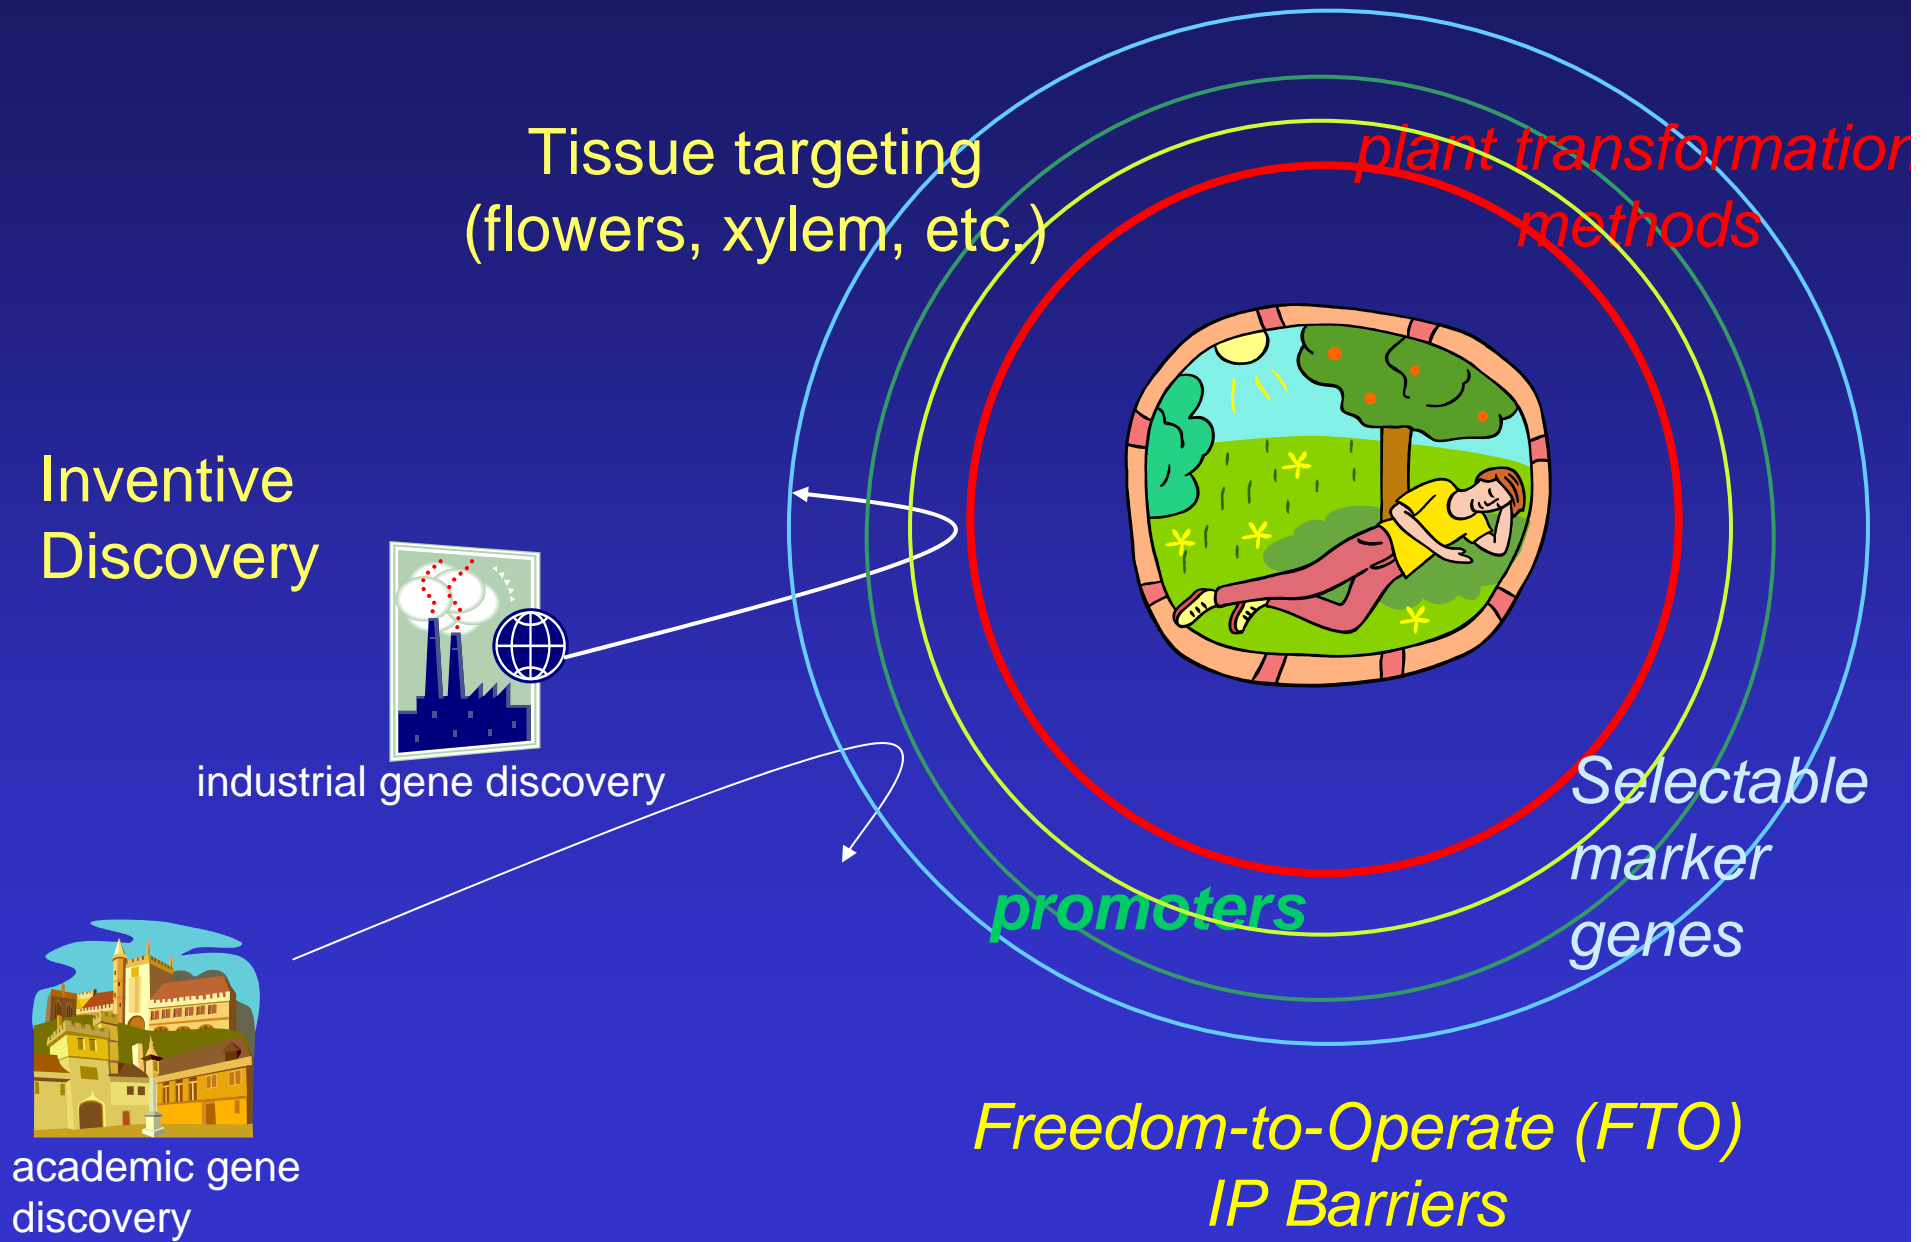 Tissue targeting
(flowers, xylem, etc.)
plant transformation
methods
Inventive
Discovery
industrial gene discovery
Selectable
marker
genes
promoters
academic gene
discovery
Freedom-to-Operate (FTO)
IP Barriers